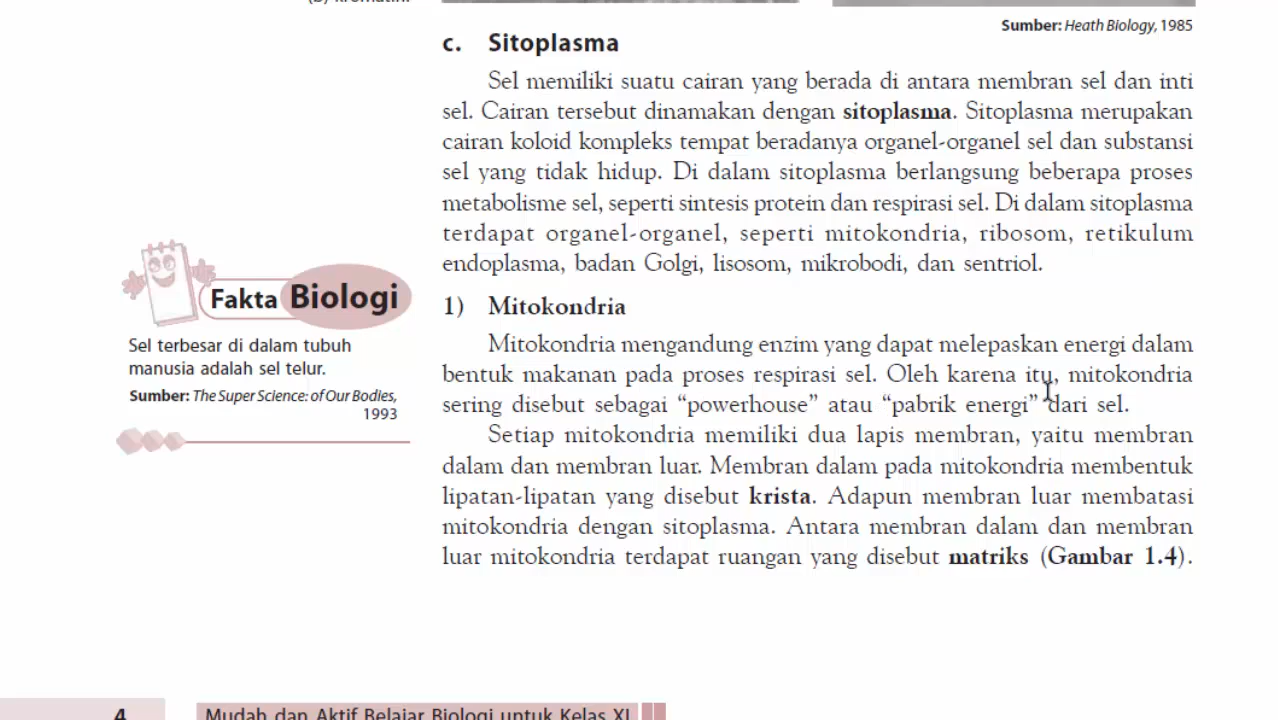 (b) kromatin.
Sumber: Heath Biology, 1985
c. Sitoplasma
Sel memiliki suatu cairan yang berada di antara membran sel dan inti
sel. Cairan tersebut dinamakan dengan sitoplasma. Sitoplasma merupakan
cairan koloid kompleks tempat beradanya organel-organel sel dan substansi
sel yang tidak hidup. Di dalam sitoplasma berlangsung beberapa proses
metabolisme sel, seperti sintesis protein dan respirasi sel. Di dalam sitoplasma
terdapat organel-organel, seperti mitokondria, ribosom, retikulum
endoplasma, badan Golgi, lisosom, mikrobodi, dan sentriol.
Fakta Biologi
Sel terbesar di dalam tubuh
manusia adalah sel telur.
Sumber: The Super Science: of Our Bodies,
1993
1) Mitokondria
Mitokondria mengandung enzim yang dapat melepaskan energi dalam
bentuk makanan pada proses respirasi sel. Oleh karena itu, mitokondria
sering disebut sebagai “powerhouse” atau “pabrik energi” dari sel.
Setiap mitokondria memiliki dua lapis membran, yaitu membran
dalam dan membran luar. Membran dalam pada mitokondria membentuk
lipatan-lipatan yang disebut krista. Adapun membran luar membatasi
mitokondria dengan sitoplasma. Antara membran dalam dan membran
luar mitokondria terdapat ruangan yang disebut matriks (Gambar 1.4).
4 Mudah dan Aktif Belajar Biologi untuk Kelas XI